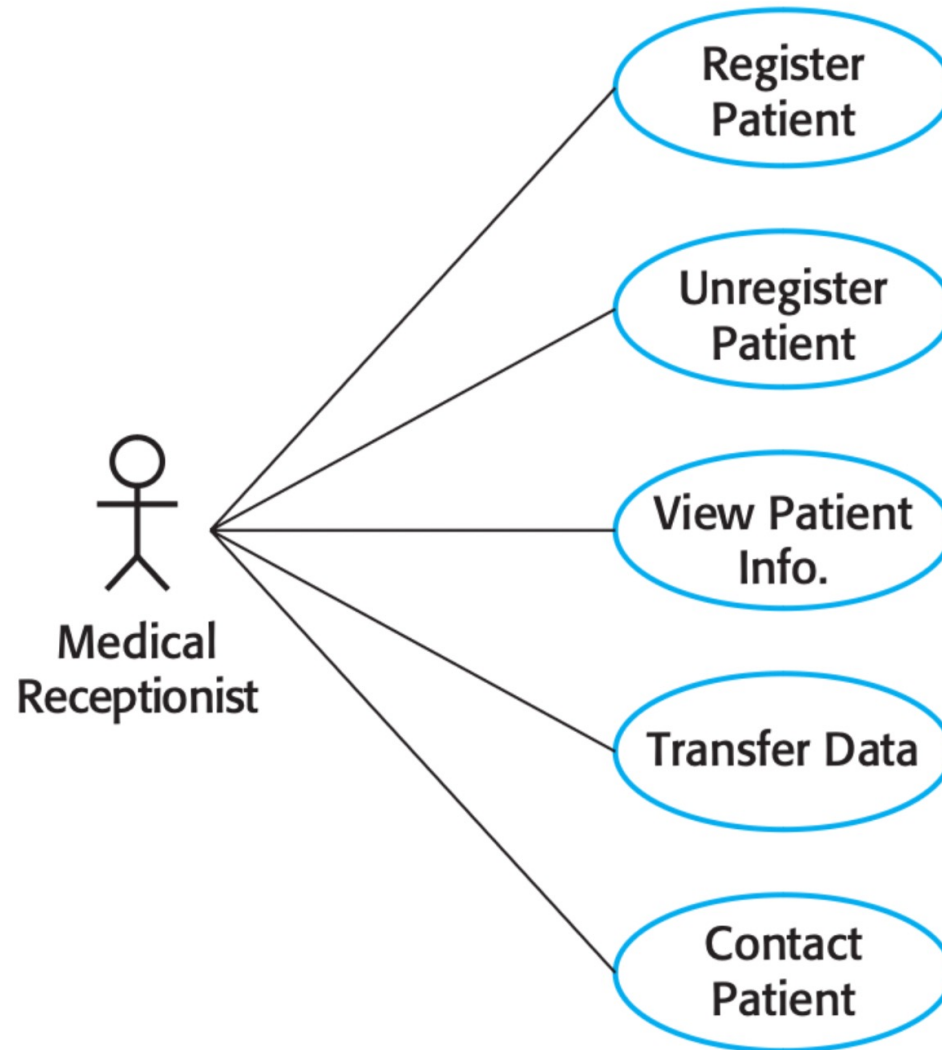 Register
Patient
Unregister
Patient
View Patient
Info.
Medical
Receptionist
Transfer Data
Contact
Patient